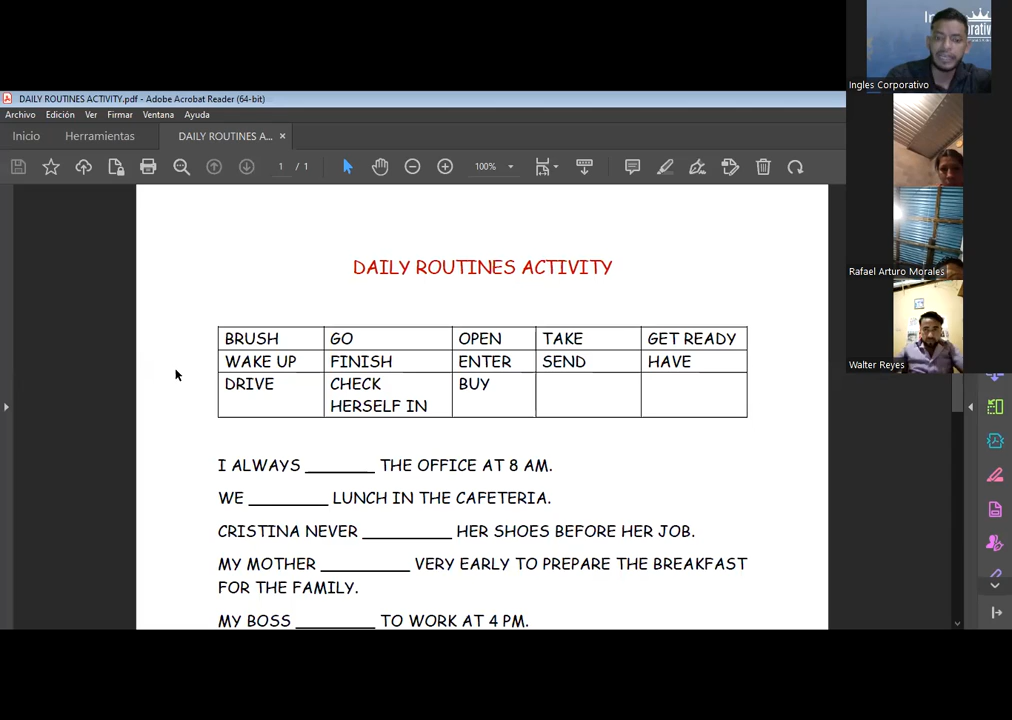 DAILY ROUTINES ACTIVITY.pdf - Adobe Acrobat Reader (64-bit)
Archivo Edición Ver Firmar Ventana Ayuda
Inicio Herramientas DAILY ROUTINES A... ×
1 / 1 100%
DAILY ROUTINES ACTIVITY
BRUSH GO OPEN TAKE GET READY
WAKE UP FINISH ENTER SEND HAVE
DRIVE CHECK HERSELF IN BUY
I ALWAYS _______ THE OFFICE AT 8 AM.
WE ________ LUNCH IN THE CAFETERIA.
CRISTINA NEVER _________ HER SHOES BEFORE HER JOB.
MY MOTHER _________ VERY EARLY TO PREPARE THE BREAKFAST
FOR THE FAMILY.
MY BOSS ________ TO WORK AT 4 PM.
Ingles Corporativo
Rafael Arturo Morales
Walter Reyes